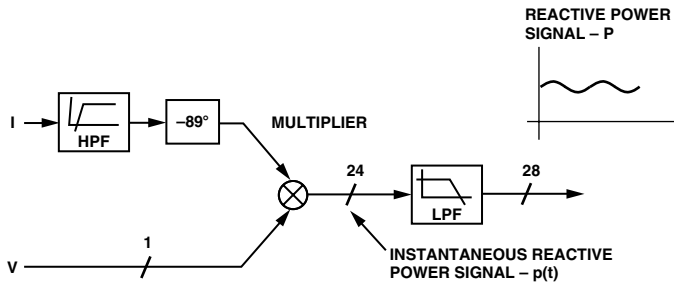 REACTIVE POWER
SIGNAL – P
I
HPF
–89°
MULTIPLIER
24
28
LPF
1
V
INSTANTANEOUS REACTIVE
POWER SIGNAL – p(t)